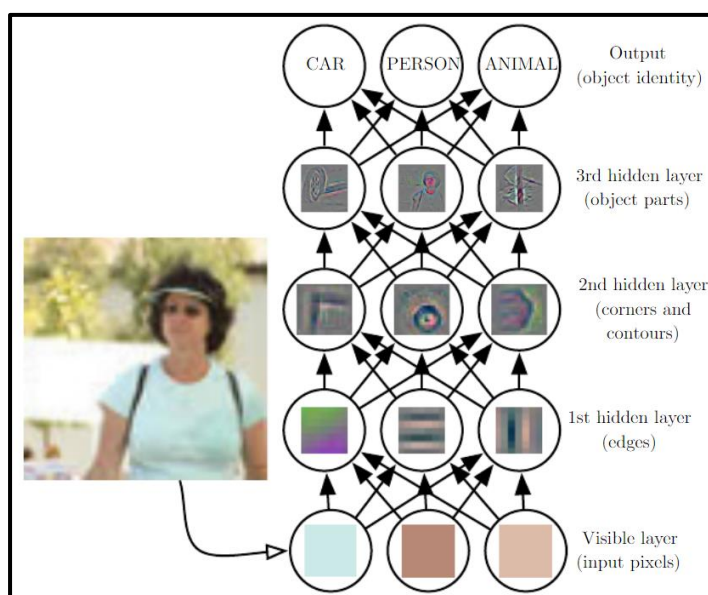 CAR PERSON ANIMAL
Output
(object identity)
3rd hidden layer
(object parts)
2nd hidden layer
(corners and
contours)
1st hidden layer
(edges)
Visible layer
(input pixels)